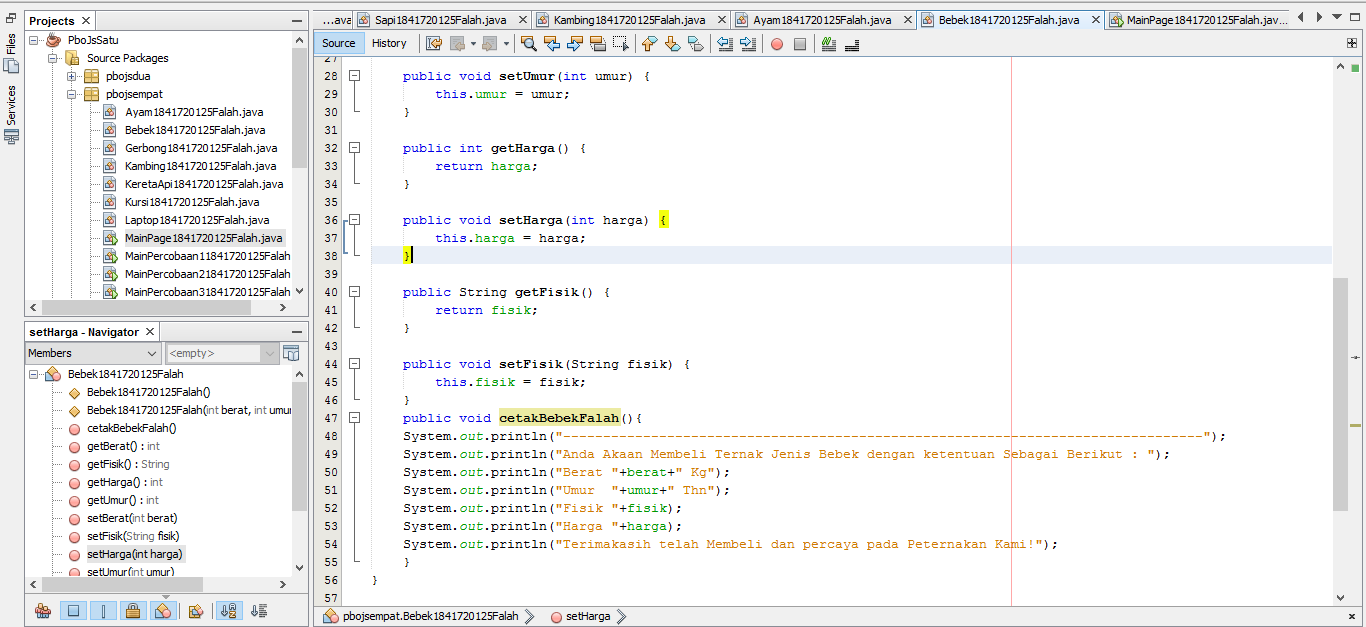 Projects
PboJsSatu
Source Packages
pbojsdua
pbojsempat
Ayam1841720125Falah.java
Bebek1841720125Falah.java
Gerbong1841720125Falah.java
Kambing1841720125Falah.java
KeretaApi1841720125Falah.java
Kursi1841720125Falah.java
Laptop1841720125Falah.java
MainPage1841720125Falah.java
MainPercobaan11841720125Falah
MainPercobaan21841720125Falah
MainPercobaan31841720125Falah
Files
Services
setHarga - Navigator
Members
<empty>
Bebek1841720125Falah
Bebek1841720125Falah()
Bebek1841720125Falah(int berat, int umu
cetakBebekFalah()
getBerat() : int
getFisik() : String
getHarga() : int
getUmur() : int
setBerat(int berat)
setFisik(String fisik)
setHarga(int harga)
setUmur(int umur)
...ava Sapi1841720125Falah.java Kambing1841720125Falah.java Ayam1841720125Falah.java Bebek1841720125Falah.java MainPage1841720125Falah.jav...
Source History
27
28 public void setUmur(int umur) {
29 this.umur = umur;
30 }
31
32 public int getHarga() {
33 return harga;
34 }
35
36 public void setHarga(int harga) {
37 this.harga = harga;
38 }
39
40 public String getFisik() {
41 return fisik;
42 }
43
44 public void setFisik(String fisik) {
45 this.fisik = fisik;
46 }
47 public void cetakBebekFalah(){
48 System.out.println("--------------------------------------------------------------------------------");
49 System.out.println("Anda Akaan Membeli Ternak Jenis Bebek dengan ketentuan Sebagai Berikut : ");
50 System.out.println("Berat "+berat+" Kg");
51 System.out.println("Umur  "+umur+" Thn");
52 System.out.println("Fisik "+fisik);
53 System.out.println("Harga "+harga);
54 System.out.println("Terimakasih telah Membeli dan percaya pada Peternakan Kami!");
55 }
56 }
57
pbojsempat.Bebek1841720125Falah setHarga